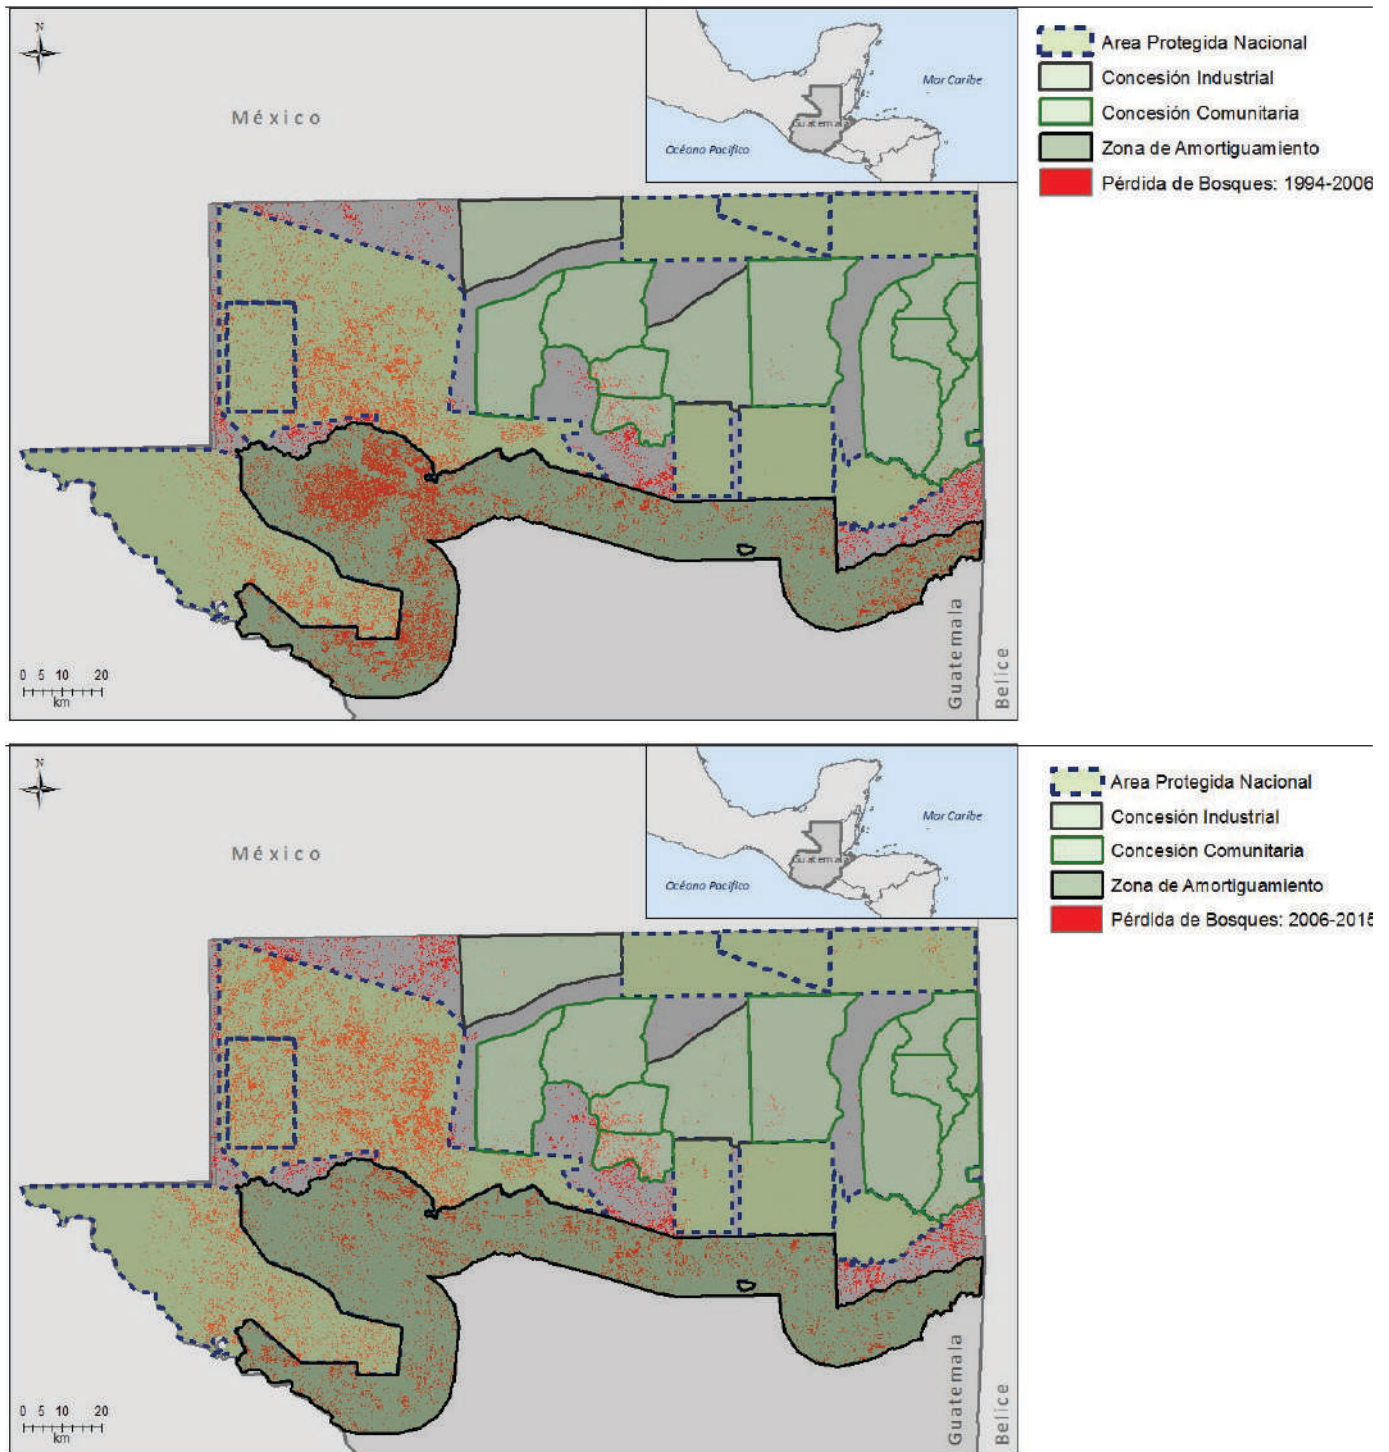 N
México
Mar Caribe
Guatemala
Océano Pacífico
Area Protegida Nacional
Concesión Industrial
Concesión Comunitaria
Zona de Amortiguamiento
Pérdida de Bosques: 1994-2006
0 5 10 20
km
Guatemala
Belice
N
México
Mar Caribe
Guatemala
Océano Pacífico
Area Protegida Nacional
Concesión Industrial
Concesión Comunitaria
Zona de Amortiguamiento
Pérdida de Bosques: 2006-2015
0 5 10 20
km
Guatemala
Belice